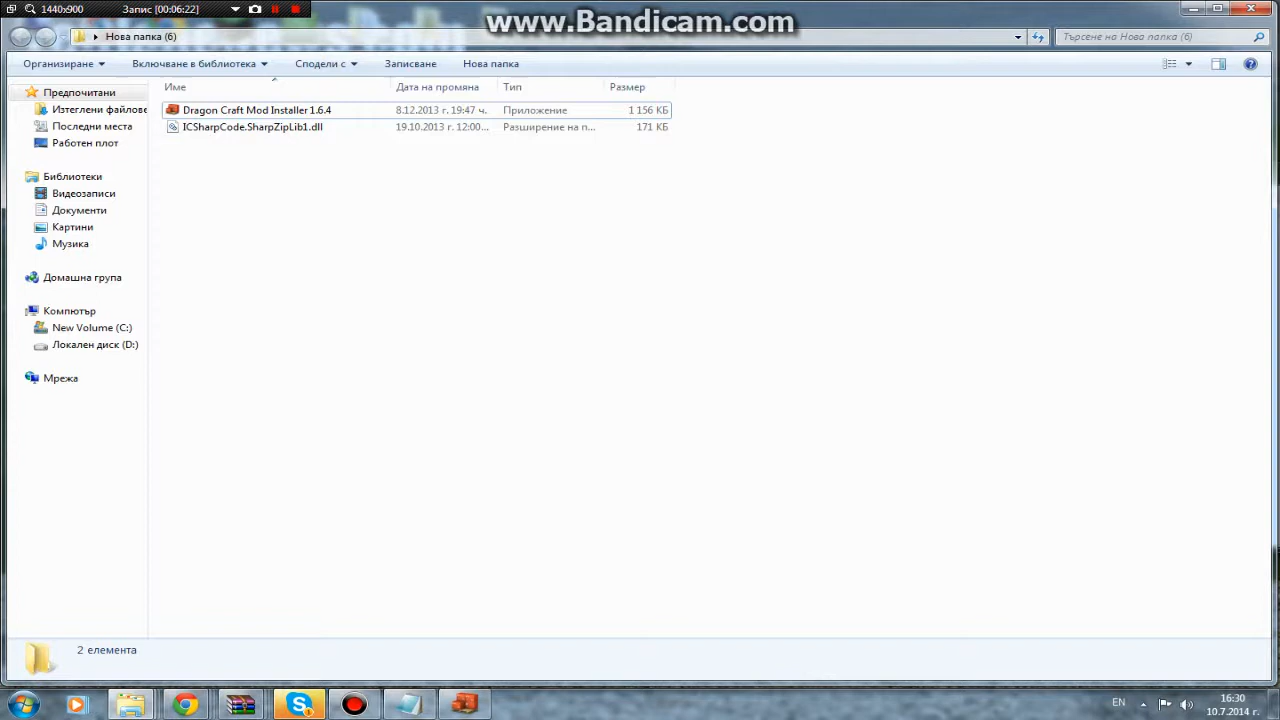 1440x900 Запис [00:06:22]
www.Bandicam.com
Нова папка (6)
Търсене на Нова папка (6)
Организиране Включване в библиотека Сподели с Записване Нова папка
Име Дата на промяна Тип Размер
Предпочитани
Изтеглени файлове
Последни места
Работен плот
Библиотеки
Видеозаписи
Документи
Картини
Музика
Домашна група
Компютър
New Volume (C:)
Локален диск (D:)
Мрежа
Dragon Craft Mod Installer 1.6.4 8.12.2013 г. 19:47 ч. Приложение 1 156 КБ
ICSharpCode.SharpZipLib1.dll 19.10.2013 г. 12:00... Разширение на п... 171 КБ
2 елемента
EN
16:30
10.7.2014 г.